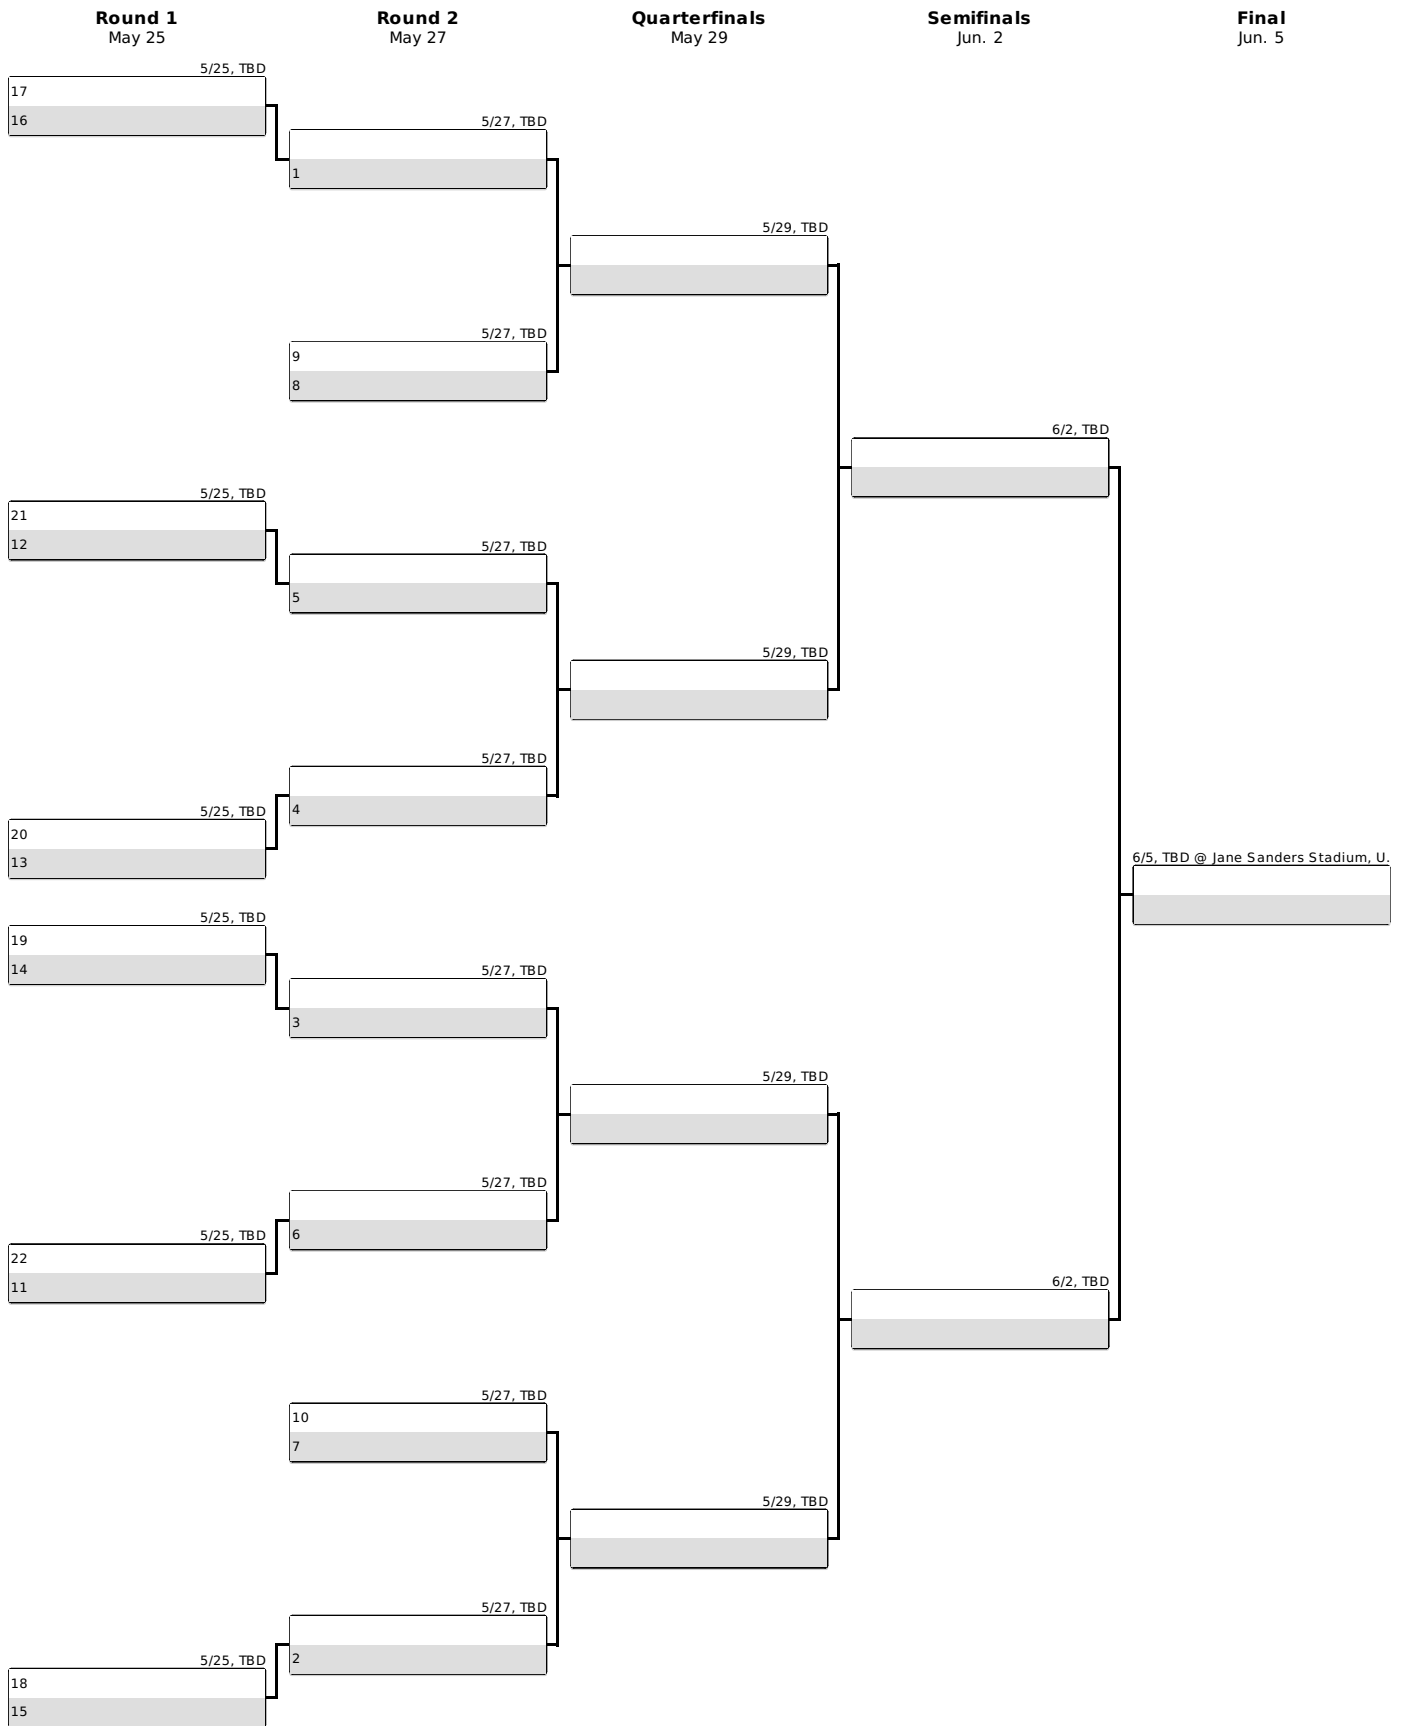 Round 1
May 25
Round 2
May 27
Quarterfinals
May 29
Semifinals
Jun. 2
Final
Jun. 5
5/25, TBD
17
16
5/27, TBD
1
5/29, TBD
5/27, TBD
9
8
6/2, TBD
5/25, TBD
21
12
5/27, TBD
5
5/29, TBD
5/27, TBD
4
5/25, TBD
20
13
6/5, TBD @ Jane Sanders Stadium, U.
5/25, TBD
19
14
5/27, TBD
3
5/29, TBD
5/27, TBD
6
5/25, TBD
22
11
6/2, TBD
5/27, TBD
10
7
5/29, TBD
5/27, TBD
2
5/25, TBD
18
15